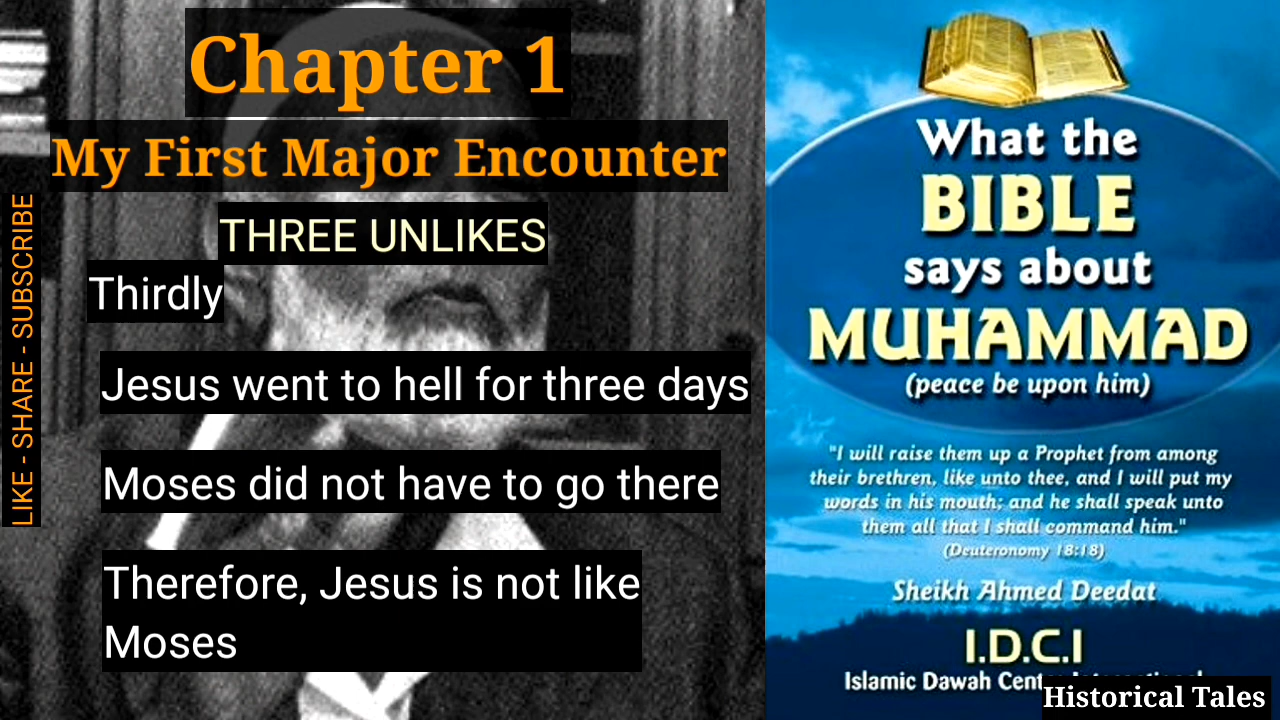 Chapter 1
My First Major Encounter
THREE UNLIKES
Thirdly
Jesus went to hell for three days
Moses did not have to go there
Therefore, Jesus is not like
Moses
LIKE - SHARE - SUBSCRIBE
What the
BIBLE
says about
MUHAMMAD
(peace be upon him)
"I will raise them up a Prophet from among
their brethren, like unto thee, and I will put my
words in his mouth; and he shall speak unto
them all that I shall command him."
(Deuteronomy 18:18)
Sheikh Ahmed Deedat
I.D.C.I
Islamic Dawah
Historical Tales